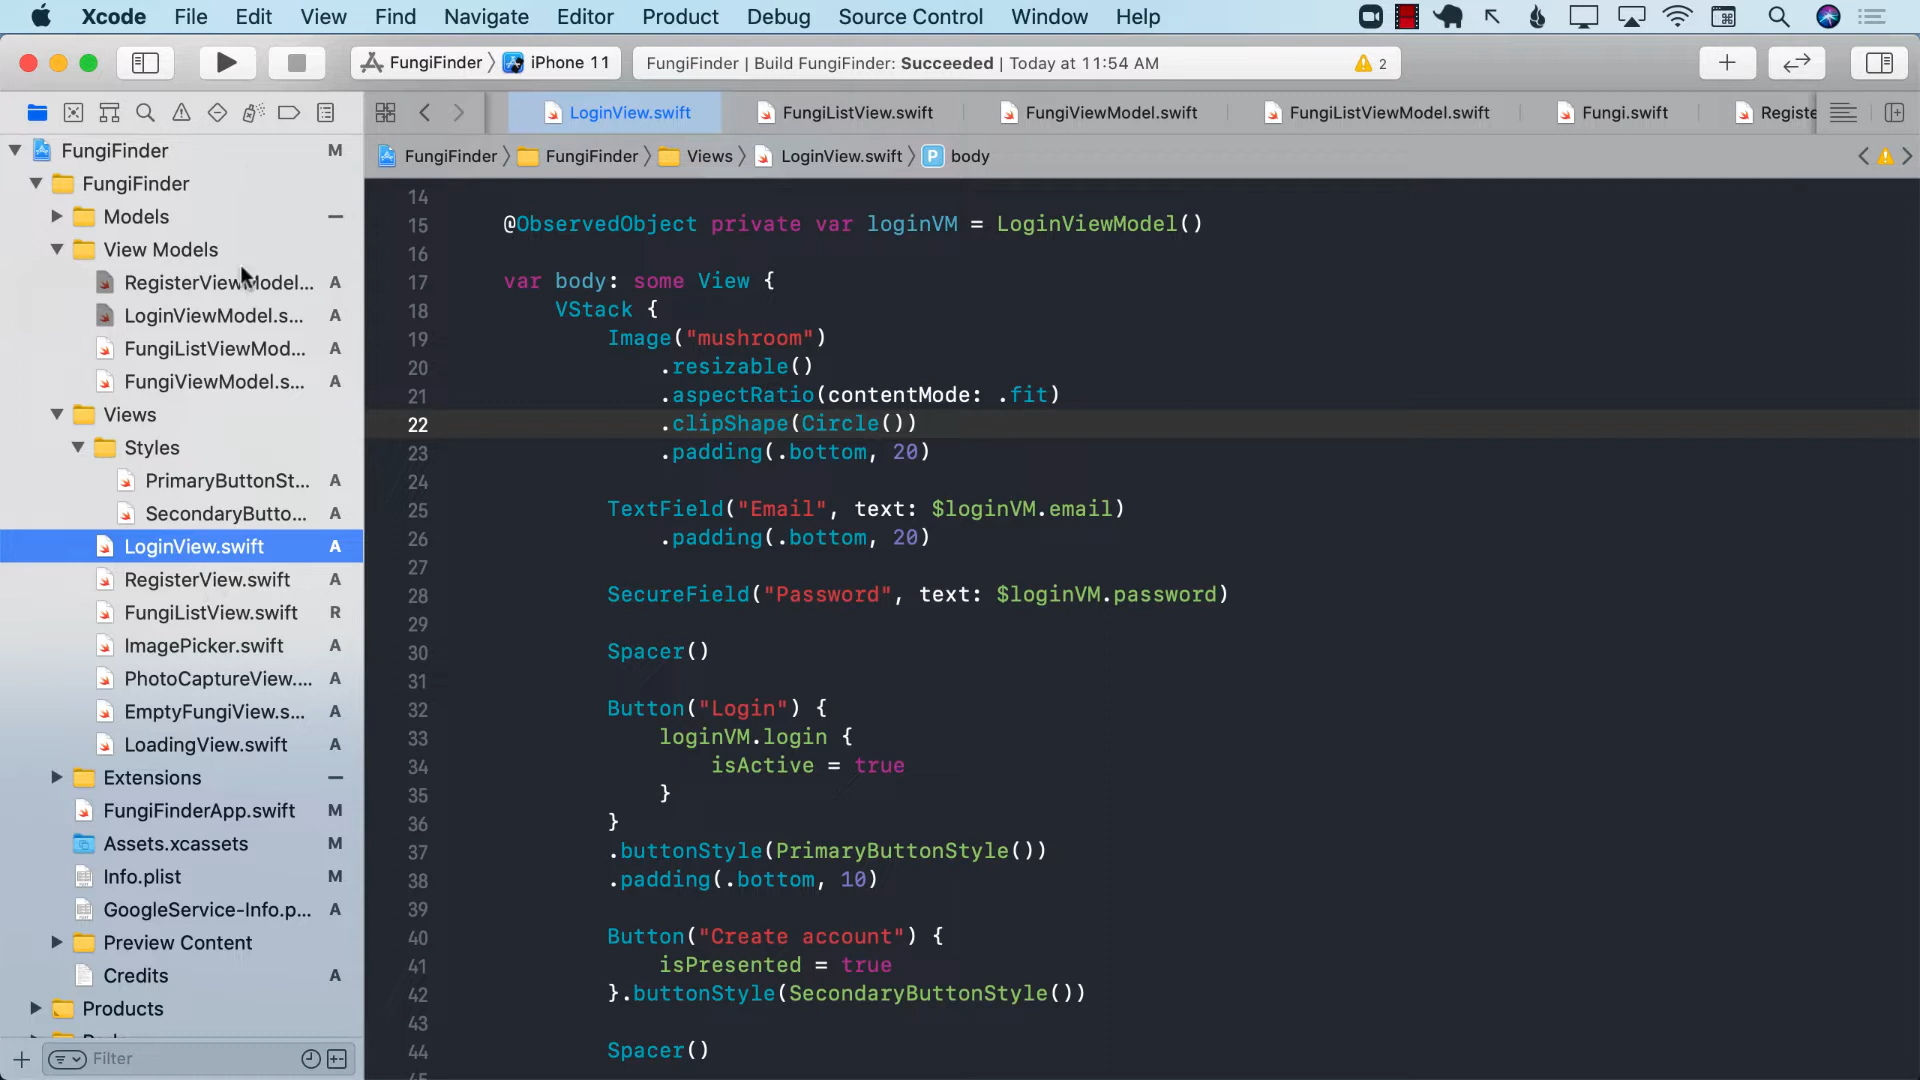 Xcode File Edit View Find Navigate Editor Product Debug Source Control Window Help
FungiFinder iPhone 11 FungiFinder | Build FungiFinder: Succeeded | Today at 11:54 AM 2
LoginView.swift FungiListView.swift FungiViewModel.swift FungiListViewModel.swift Fungi.swift Registe
FungiFinder FungiFinder Views LoginView.swift P body
FungiFinder M
FungiFinder
Models
View Models
RegisterViewModel... A
LoginViewModel.s... A
FungiListViewMod... A
FungiViewModel.s... A
Views
Styles
PrimaryButtonSt... A
SecondaryButto... A
LoginView.swift A
RegisterView.swift A
FungiListView.swift R
ImagePicker.swift A
PhotoCaptureView.... A
EmptyFungiView.s... A
LoadingView.swift A
Extensions
FungiFinderApp.swift M
Assets.xcassets M
Info.plist M
GoogleService-Info.p... A
Preview Content
Credits A
Products
Filter
14
15 @ObservedObject private var loginVM = LoginViewModel()
16
17 var body: some View {
18 VStack {
19 Image("mushroom")
20 .resizable()
21 .aspectRatio(contentMode: .fit)
22 .clipShape(Circle())
23 .padding(.bottom, 20)
24
25 TextField("Email", text: $loginVM.email)
26 .padding(.bottom, 20)
27
28 SecureField("Password", text: $loginVM.password)
29
30 Spacer()
31
32 Button("Login") {
33 loginVM.login {
34 isActive = true
35 }
36 }
37 .buttonStyle(PrimaryButtonStyle())
38 .padding(.bottom, 10)
39
40 Button("Create account") {
41 isPresented = true
42 }.buttonStyle(SecondaryButtonStyle())
43
44 Spacer()